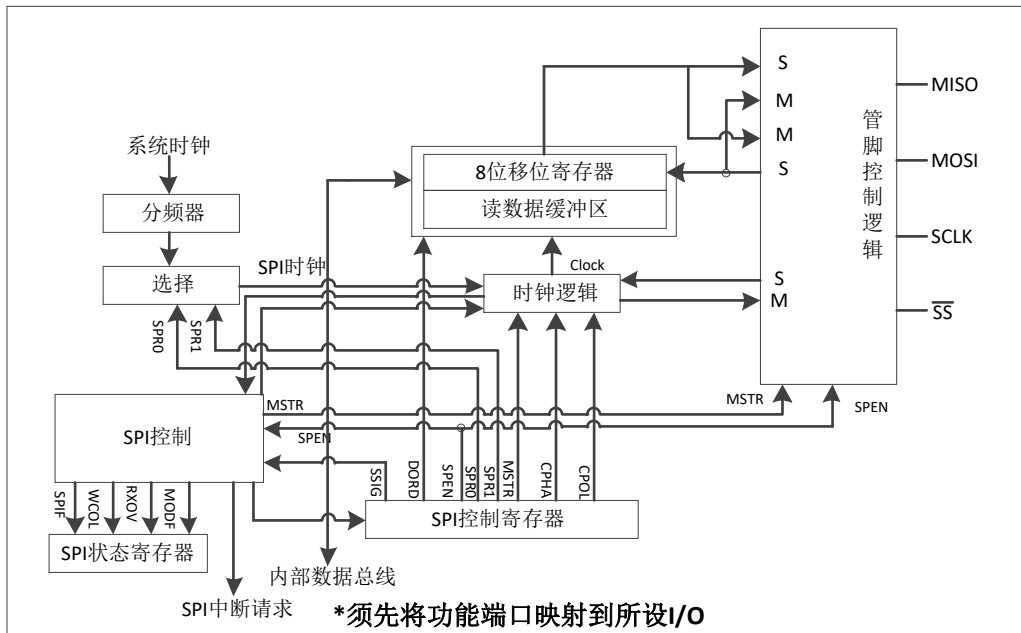 S
MISO
M
系统时钟
M
8位移位寄存器
S
MOSI
管脚控制逻辑
分频器
读数据缓冲区
SCLK
SPI时钟
Clock
S
选择
时钟逻辑
M
SS
SPR0
SPR1
MSTR
MSTR
SPEN
SPEN
SPI控制
SSIG
DORD
SPEN
SPR0
SPR1
MSTR
CPHA
CPOL
SPIF
WCOL
RXOV
MODF
SPI控制寄存器
SPI状态寄存器
内部数据总线
SPI中断请求
*须先将功能端口映射到所设I/O